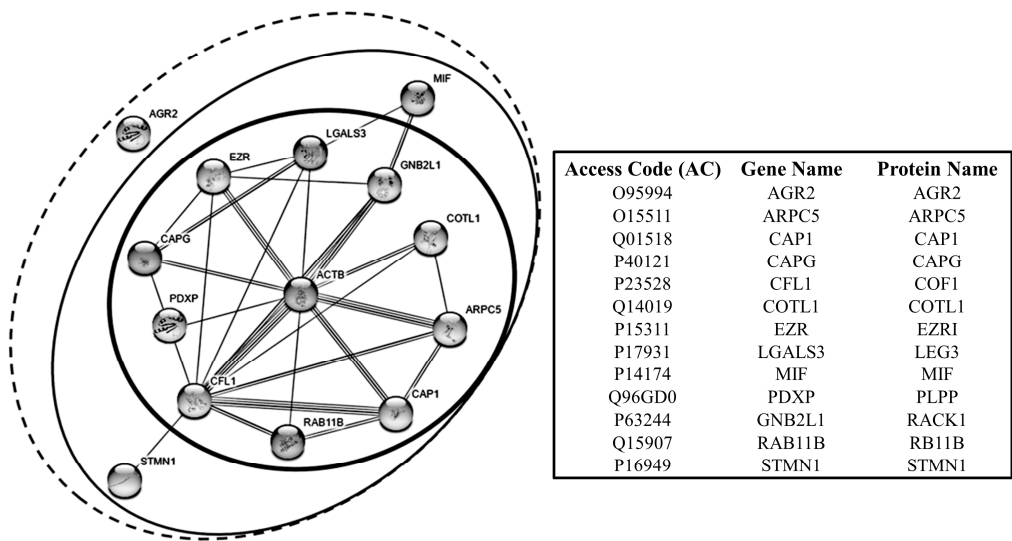 MIF
AGR2
LGALS3
EZR
GNB2L1
COTL1
CAPG
ACTB
PDXP
ARPC5
CFL1
CAP1
RAB11B
STMN1
Access Code (AC) Gene Name Protein Name
O95994 AGR2 AGR2
O15511 ARPC5 ARPC5
Q01518 CAP1 CAP1
P40121 CAPG CAPG
P23528 CFL1 COF1
Q14019 COTL1 COTL1
P15311 EZR EZRI
P17931 LGALS3 LEG3
P14174 MIF MIF
Q96GD0 PDXP PLPP
P63244 GNB2L1 RACK1
Q15907 RAB11B RB11B
P16949 STMN1 STMN1